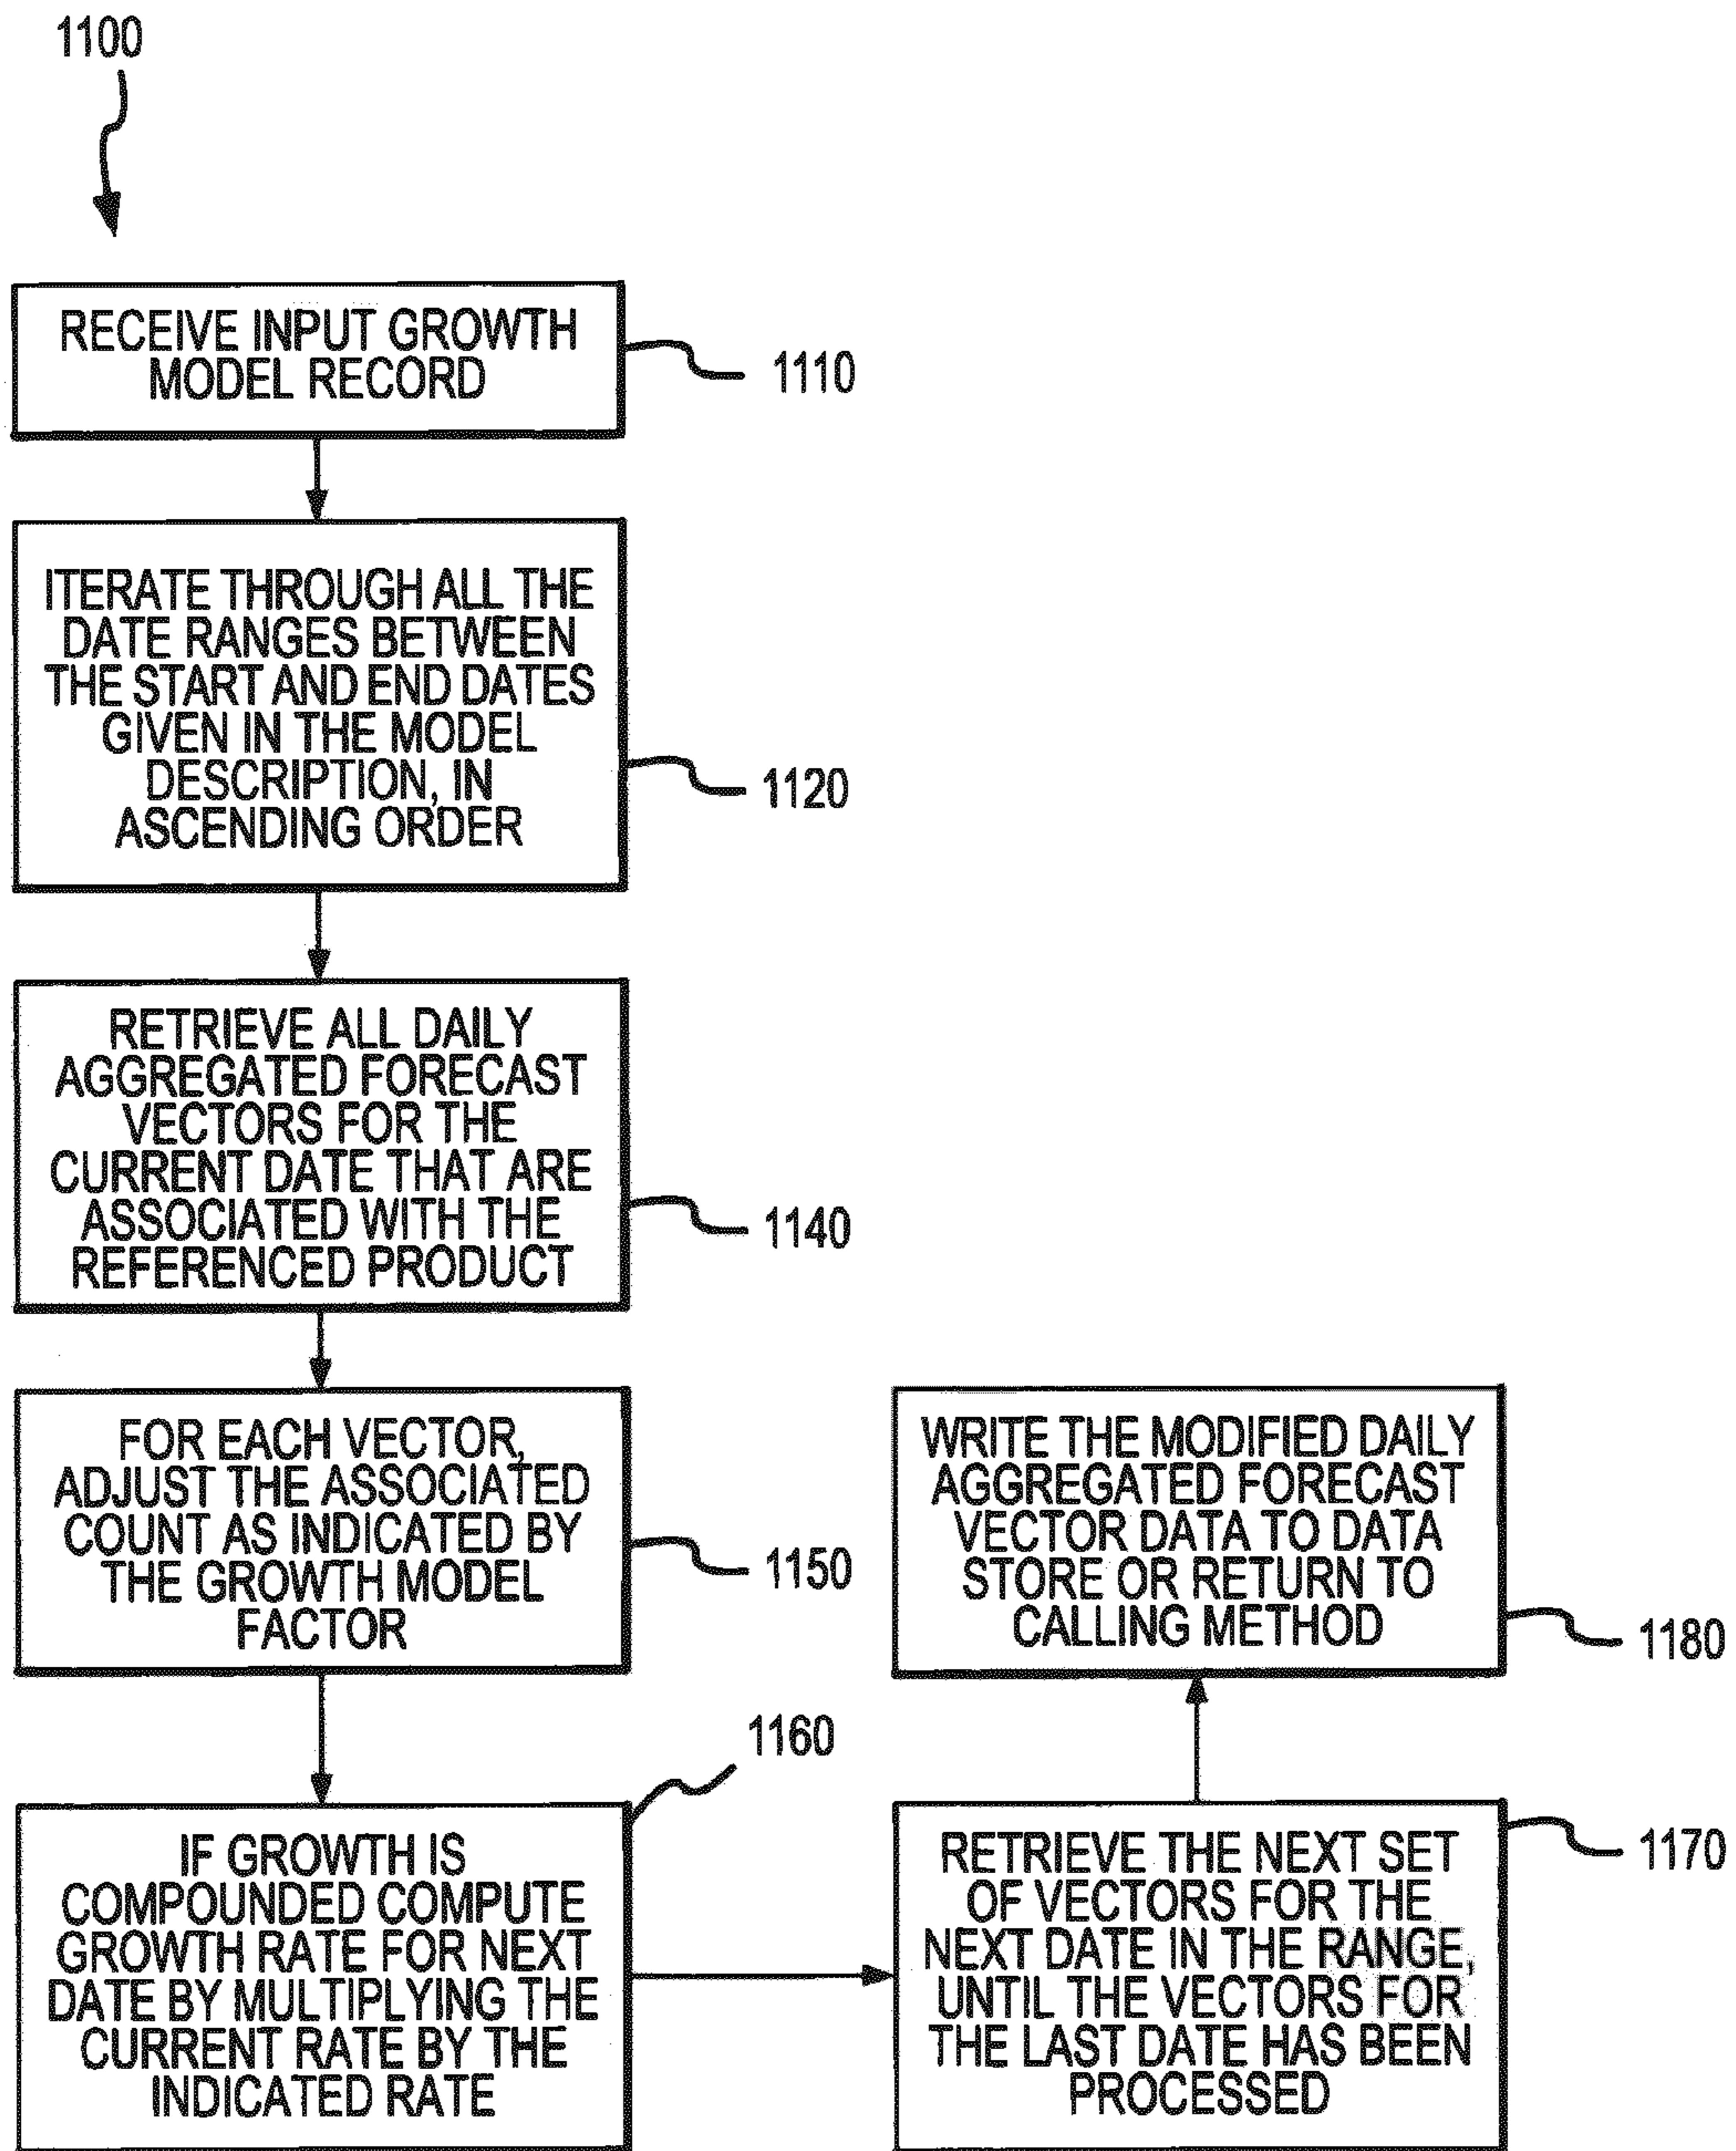 1100
RECEIVE INPUT GROWTH
MODEL RECORD
1110
ITERATE THROUGH ALL THE
DATE RANGES BETWEEN
THE START AND END DATES
GIVEN IN THE MODEL
DESCRIPTION, IN
ASCENDING ORDER
1120
RETRIEVE ALL DAILY
AGGREGATED FORECAST
VECTORS FOR THE
CURRENT DATE THAT ARE
ASSOCIATED WITH THE
REFERENCED PRODUCT
1140
FOR EACH VECTOR,
ADJUST THE ASSOCIATED
COUNT AS INDICATED BY
THE GROWTH MODEL
FACTOR
1150
IF GROWTH IS
COMPOUNDED COMPUTE
GROWTH RATE FOR NEXT
DATE BY MULTIPLYING THE
CURRENT RATE BY THE
INDICATED RATE
1160
RETRIEVE THE NEXT SET
OF VECTORS FOR THE
NEXT DATE IN THE RANGE,
UNTIL THE VECTORS FOR
THE LAST DATE HAS BEEN
PROCESSED
1170
WRITE THE MODIFIED DAILY
AGGREGATED FORECAST
VECTOR DATA TO DATA
STORE OR RETURN TO
CALLING METHOD
1180